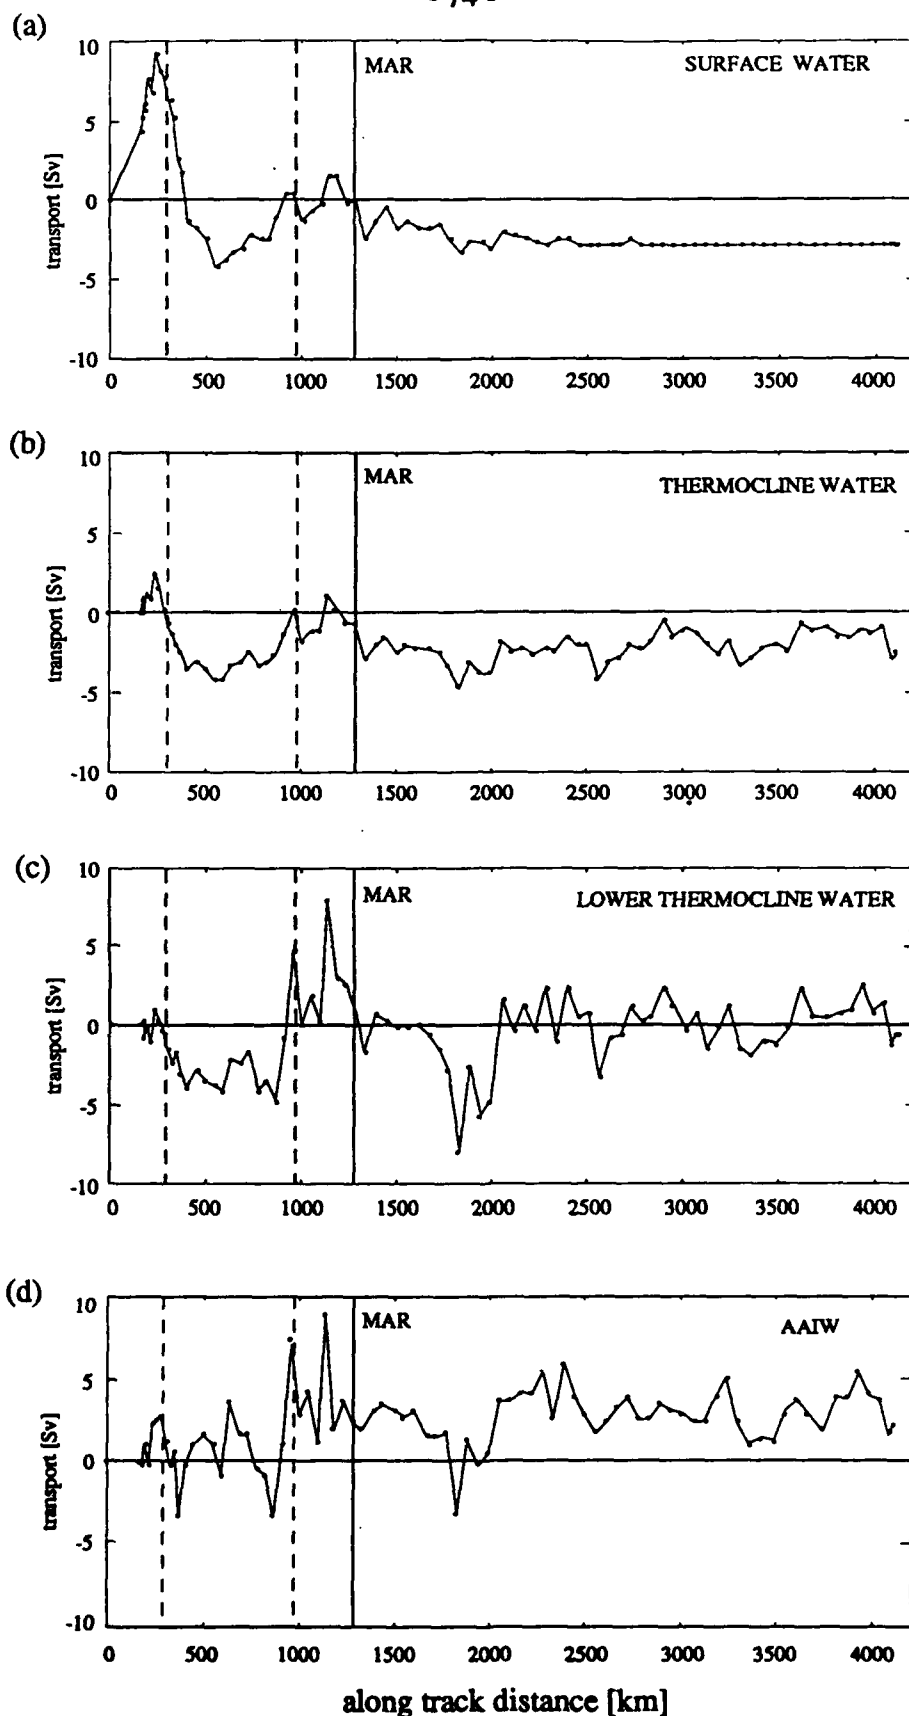 (a)
10
5
0
-5
-10
transport [Sv]
MAR
SURFACE WATER
0 500 1000 1500 2000 2500 3000 3500 4000
(b)
10
5
0
-5
-10
transport [Sv]
MAR
THERMOCLINE WATER
0 500 1000 1500 2000 2500 3000 3500 4000
(c)
10
5
0
-5
-10
transport [Sv]
MAR
LOWER THERMOCLINE WATER
0 500 1000 1500 2000 2500 3000 3500 4000
(d)
10
5
0
-5
-10
transport [Sv]
MAR
AAIW
0 500 1000 1500 2000 2500 3000 3500 4000
along track distance [km]